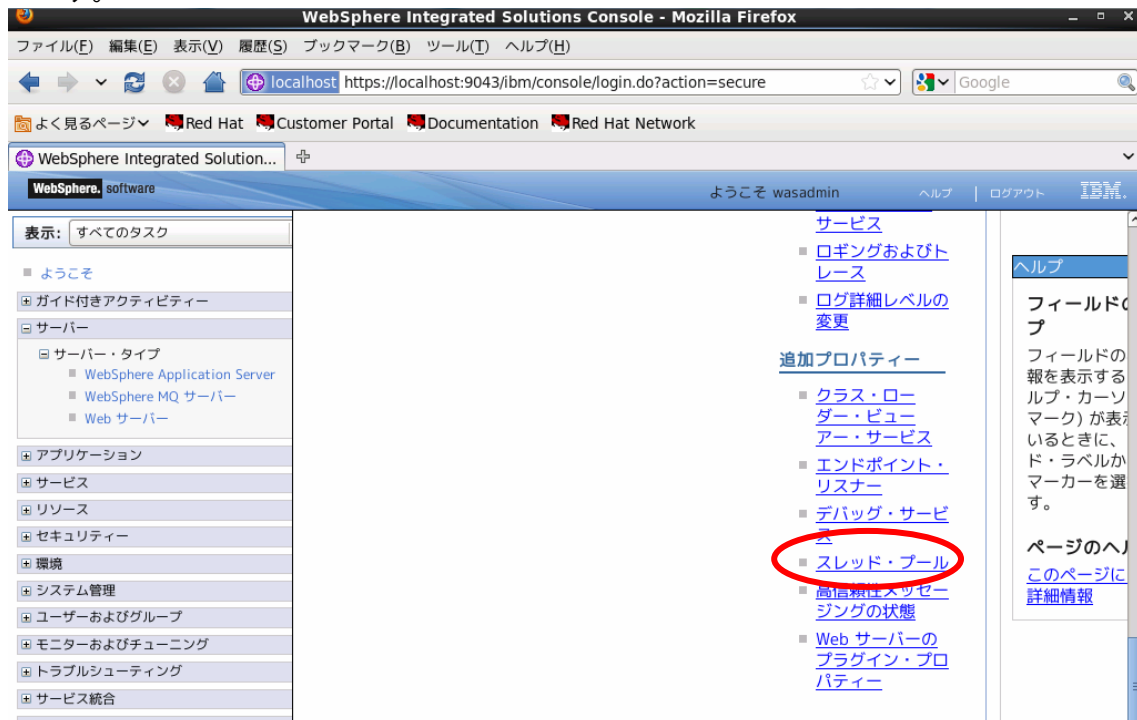 す。
WebSphere Integrated Solutions Console - Mozilla Firefox
ファイル(F) 編集(E) 表示(V) 履歴(S) ブックマーク(B) ツール(T) ヘルプ(H)
localhost https://localhost:9043/ibm/console/login.do?action=secure Google
よく見るページ Red Hat Customer Portal Documentation Red Hat Network
WebSphere Integrated Solution...
WebSphere. software ようこそ wasadmin ヘルプ | ログアウト IBM.
表示: すべてのタスク
ようこそ
ガイド付きアクティビティー
サーバー
サーバー・タイプ
WebSphere Application Server
WebSphere MQ サーバー
Web サーバー
アプリケーション
サービス
リソース
セキュリティー
環境
システム管理
ユーザーおよびグループ
モニターおよびチューニング
トラブルシューティング
サービス統合
サービス
ロギングおよびト
レース
ログ詳細レベルの
変更
追加プロパティー
クラス・ロー
ダー・ビュー
アー・サービス
エンドポイント・
リスナー
デバッグ・サービ
ス
スレッド・プール
高信頼性メッセー
ジングの状態
Web サーバーの
プラグイン・プロ
パティー
ヘルプ
フィールドの
プ
フィールドの
報を表示する
ルプ・カーソ
マーク) が表示
いるときに、
ド・ラベルか
マーカーを選
す。
ページのヘル
このページに
詳細情報